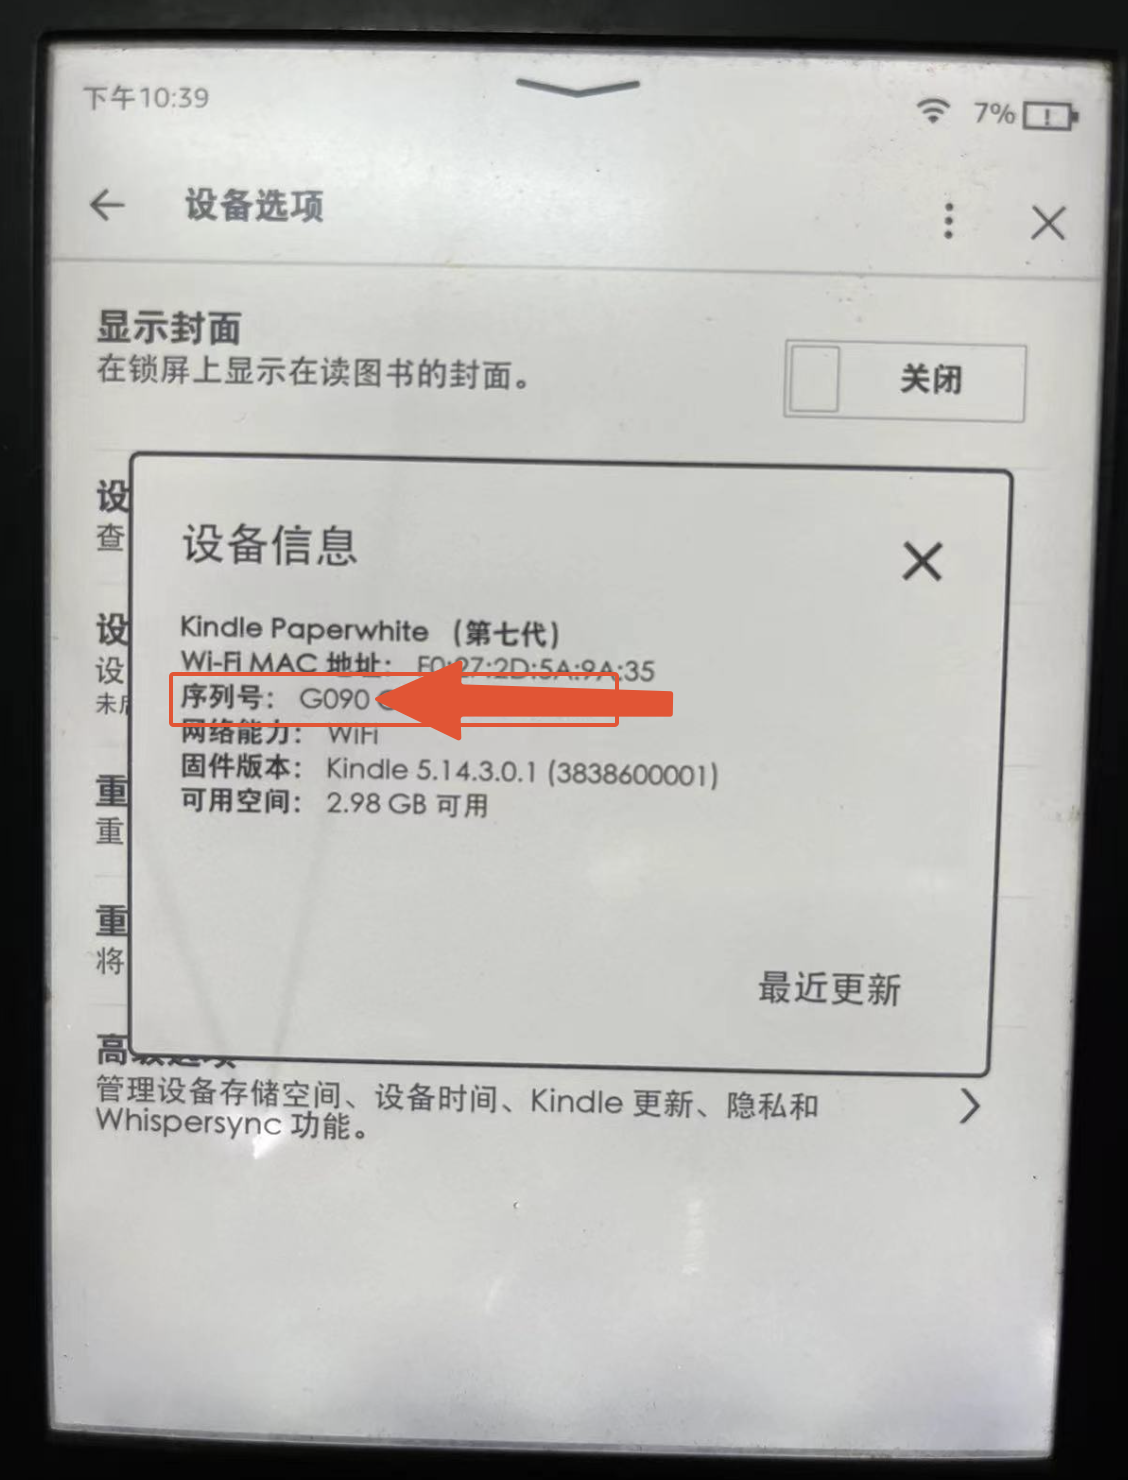 下午10:39
7%
设备选项
显示封面
在锁屏上显示在读图书的封面。
关闭
设
查
设备信息
Kindle Paperwhite （第七代）
Wi-Fi MAC 地址： F0:27:2D:5A:9A:35
序列号： G090
网络能力： WiFi
固件版本： Kindle 5.14.3.0.1 (3838600001)
可用空间： 2.98 GB 可用
设
设
未
重
重
重
将
最近更新
高级选项
管理设备存储空间、设备时间、Kindle 更新、隐私和
Whispersync 功能。